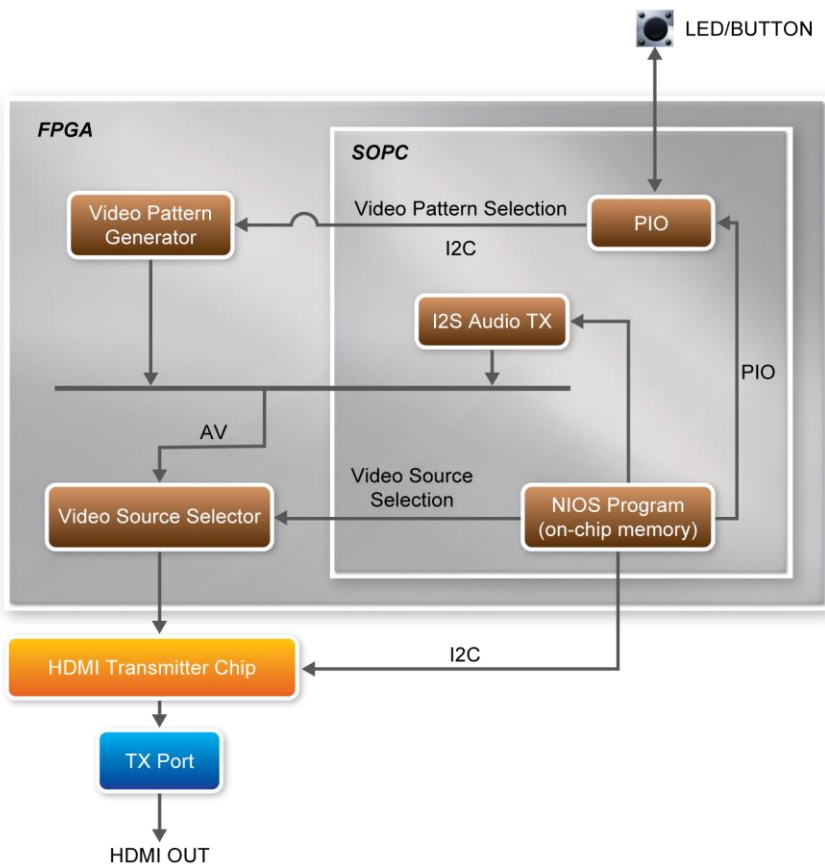 LED/BUTTON
FPGA
SOPC
Video Pattern
Generator
Video Pattern Selection
I2C
PIO
I2S Audio TX
PIO
AV
Video Source
Selection
Video Source Selector
NIOS Program
(on-chip memory)
HDMI Transmitter Chip
I2C
TX Port
HDMI OUT